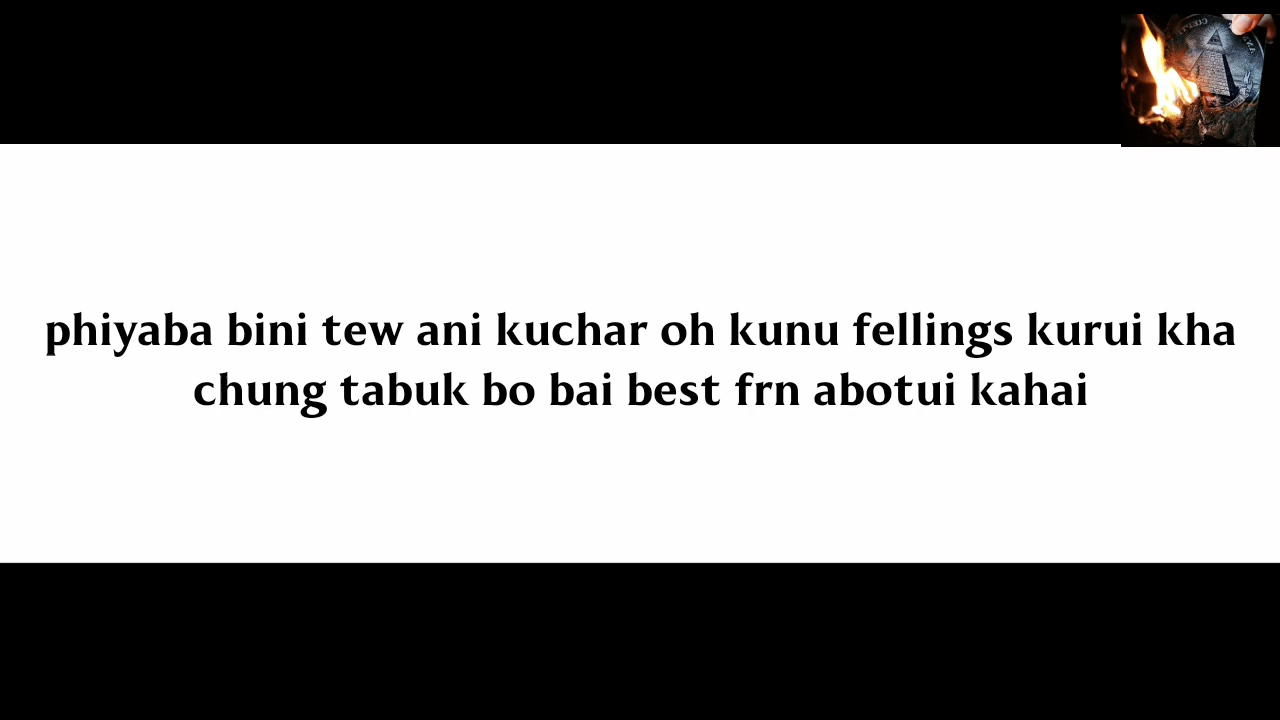 phiyaba bini tew ani kuchar oh kunu fellings kurui kha
chung tabuk bo bai best frn abotui kahai